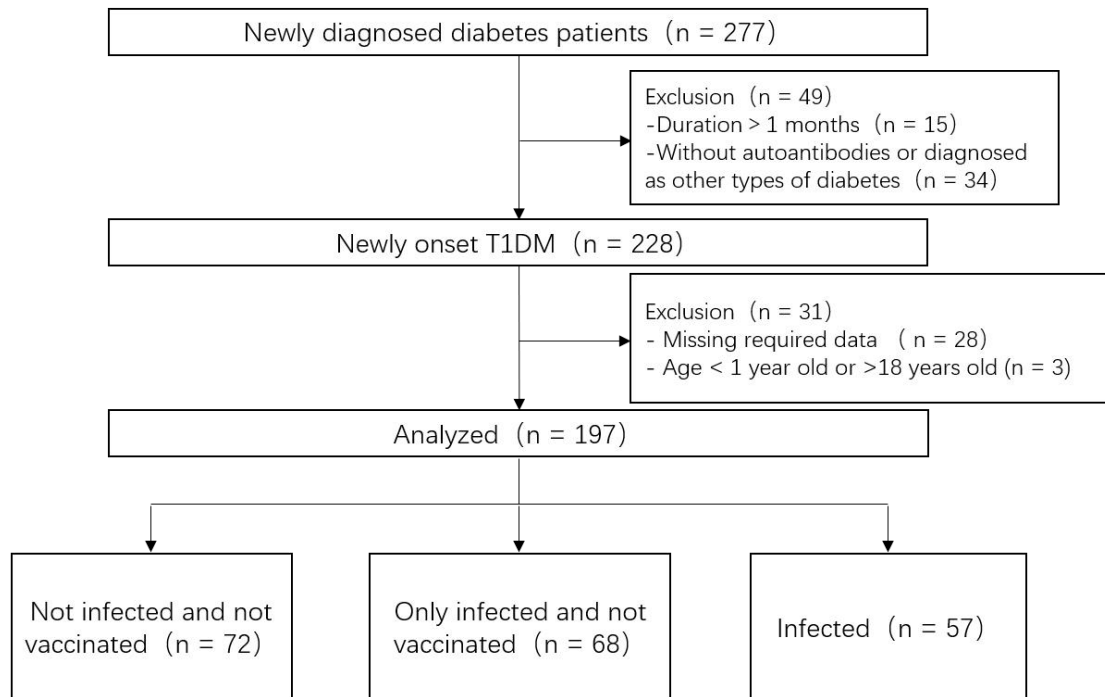 Newly diagnosed diabetes patients（n = 277）
Exclusion（n = 49）
-Duration > 1 months（n = 15）
-Without autoantibodies or diagnosed
as other types of diabetes（n = 34）
Newly onset T1DM（n = 228）
Exclusion（n = 31）
- Missing required data （ n = 28）
- Age < 1 year old or >18 years old (n = 3)
Analyzed（n = 197）
Not infected and not
vaccinated（n = 72）
Only infected and not
vaccinated（n = 68）
Infected（n = 57）